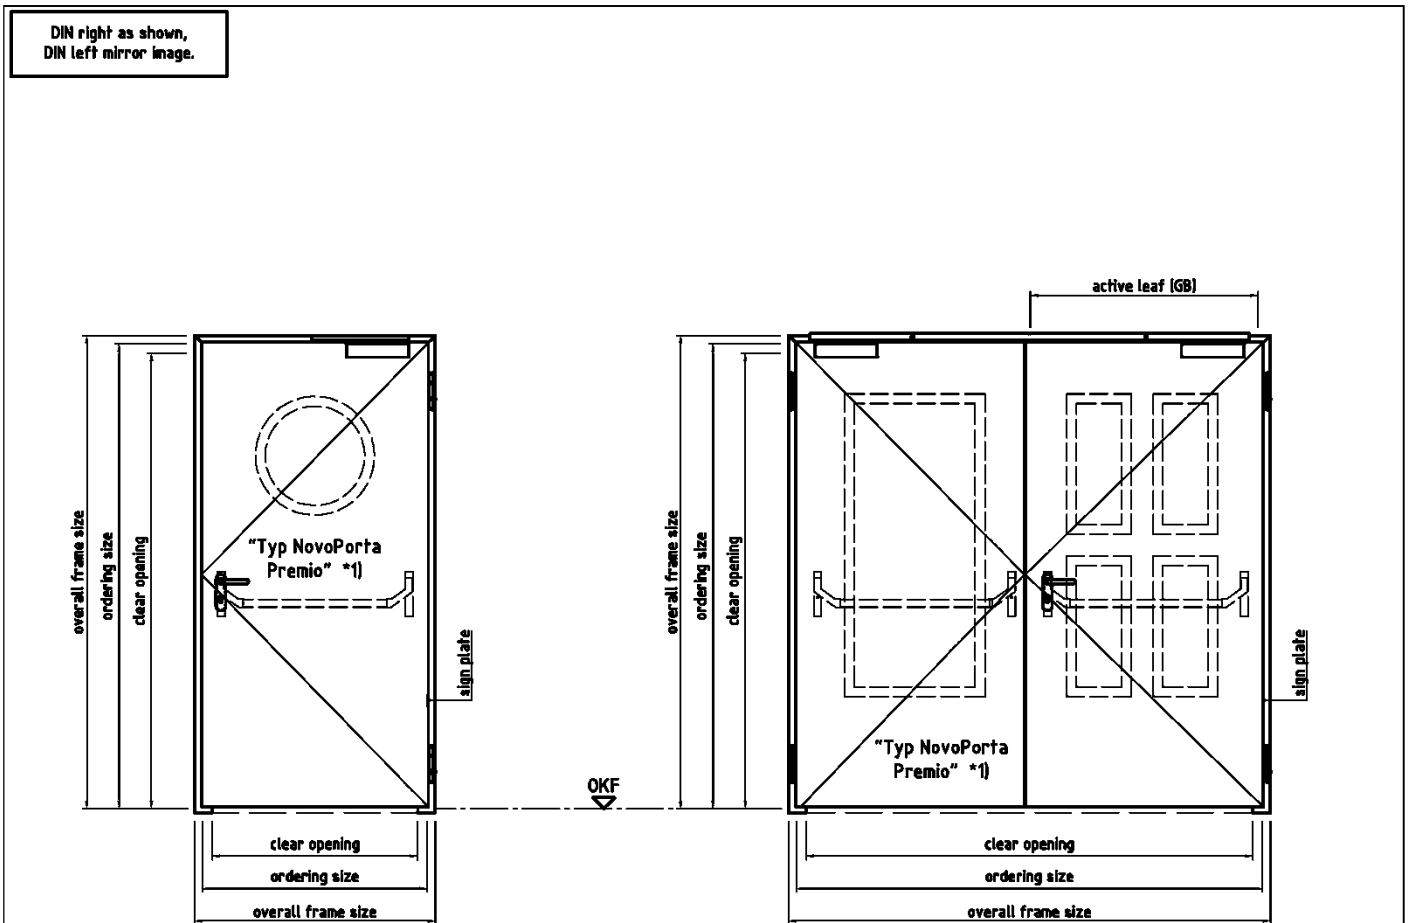 DIN right as shown,
DIN left mirror image.
active leaf (GB)
overall frame size
ordering size
clear opening
"Typ NovoPorta
Premio" *1)
sign plate
overall frame size
ordering size
clear opening
sign plate
"Typ NovoPorta
Premio" *1)
OKF
clear opening
ordering size
overall frame size
clear opening
ordering size
overall frame size